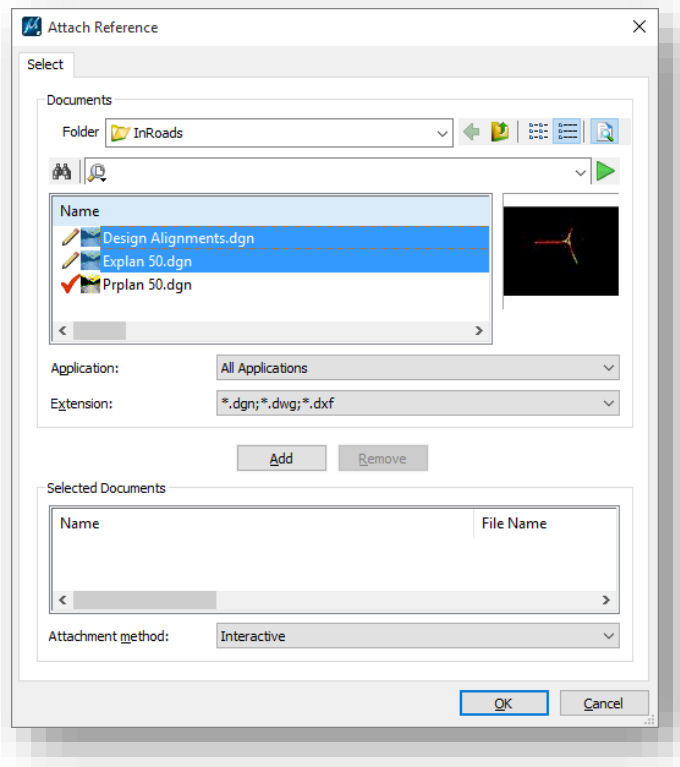 Attach Reference
Select
Documents
Folder InRoads
Name
Design Alignments.dgn
Explan 50.dgn
Prplan 50.dgn
Application: All Applications
Extension: *.dgn;*.dwg;*.dxf
Add Remove
Selected Documents
Name File Name
Attachment method: Interactive
OK Cancel